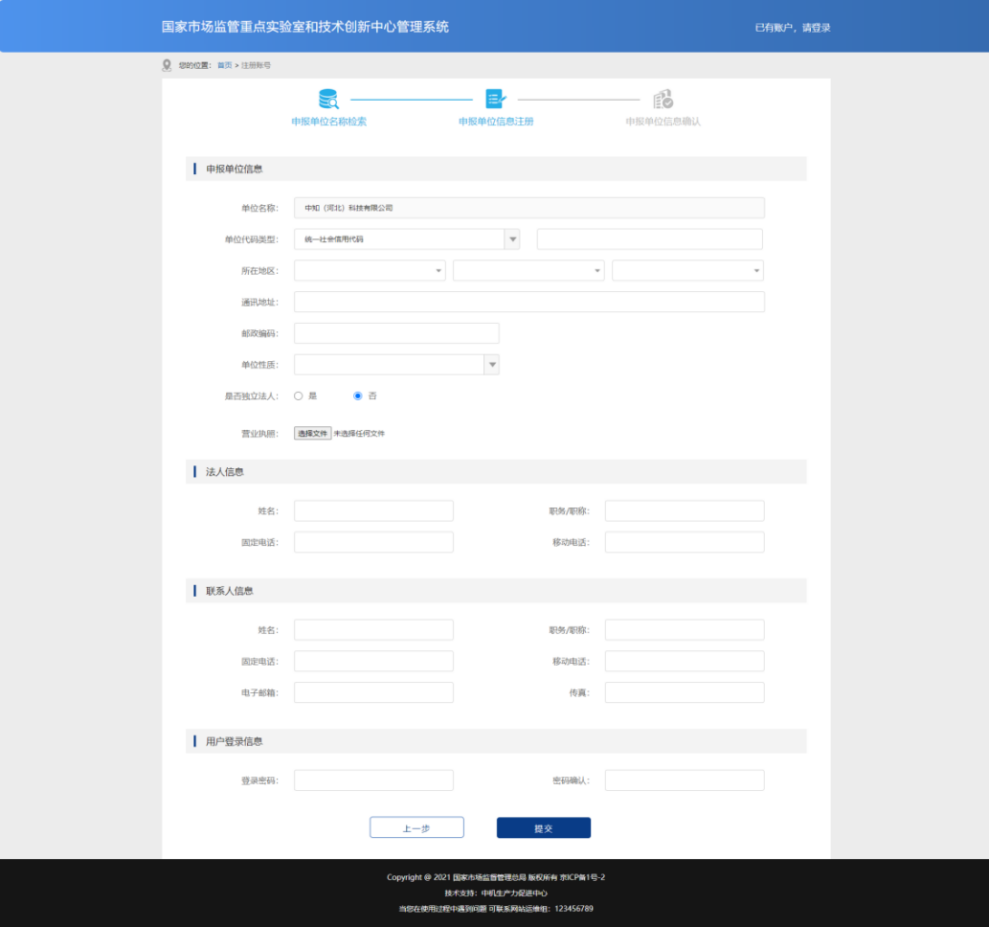 国家市场监管重点实验室和技术创新中心管理系统 已有账户，请登录
您的位置：首页 > 注册账号
申报单位名称检索 申报单位信息注册 申报单位信息确认
申报单位信息
单位名称： 中知（河北）科技有限公司
单位代码类型： 统一社会信用代码
所在地区：
通讯地址：
邮政编码：
单位性质：
是否独立法人： 是 否
营业执照： 选择文件 未选择任何文件
法人信息
姓名： 职务/职称：
固定电话： 移动电话：
联系人信息
姓名： 职务/职称：
固定电话： 移动电话：
电子邮箱： 传真：
用户登录信息
登录密码： 密码确认：
上一步 提交
Copyright @ 2021 国家市场监督管理总局 版权所有 京ICP备1号-2
技术支持：中机生产力促进中心
当您在使用过程中遇到问题 可联系网站运维组：123456789